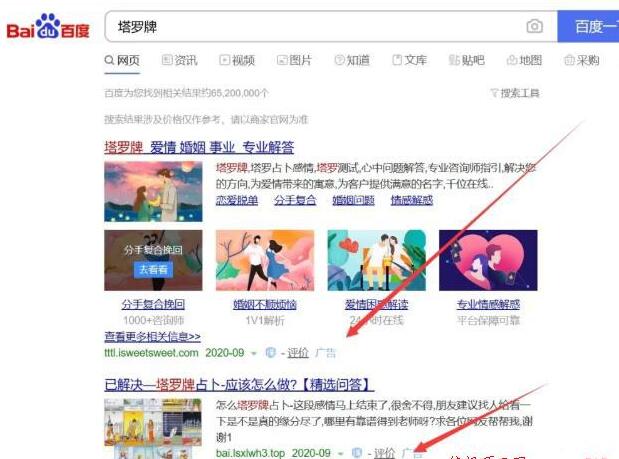 Bai du 百度
塔罗牌
百度一
网页 资讯 视频 图片 知道 文库 贴吧 地图 采购
百度为您找到相关结果约65,200,000个
搜索工具
搜索结果涉及价格仅作参考，请以商家官网为准
塔罗牌_爱情 婚姻 事业_专业解答
塔罗牌,塔罗占卜感情,塔罗测试,心中问题解答,专业咨询师指引,解决您
的方向,为爱情带来的寓意,为客户提供满意的名字,千位在线..
恋爱脱单 分手复合 婚姻问题 情感解惑
分手复合挽回
去看看
分手复合挽回 婚姻不顺烦恼 爱情困惑解读 专业情感解惑
1000+咨询师 1V1解析 24小时在线 平台保障可靠
查看更多相关信息>>
tttl.isweetsweet.com 2020-09 - 评价 广告
已解决—塔罗牌占卜-应该怎么做?【精选问答】
怎么塔罗牌占卜-这段感情马上结束了,很舍不得,朋友建议找人给看一
下是不是真的缘分尽了,哪里有靠谱得到老师呀?求各位网友帮帮我,谢
谢1
bai.lsxlwh3.top 2020-09 - 评价 广告